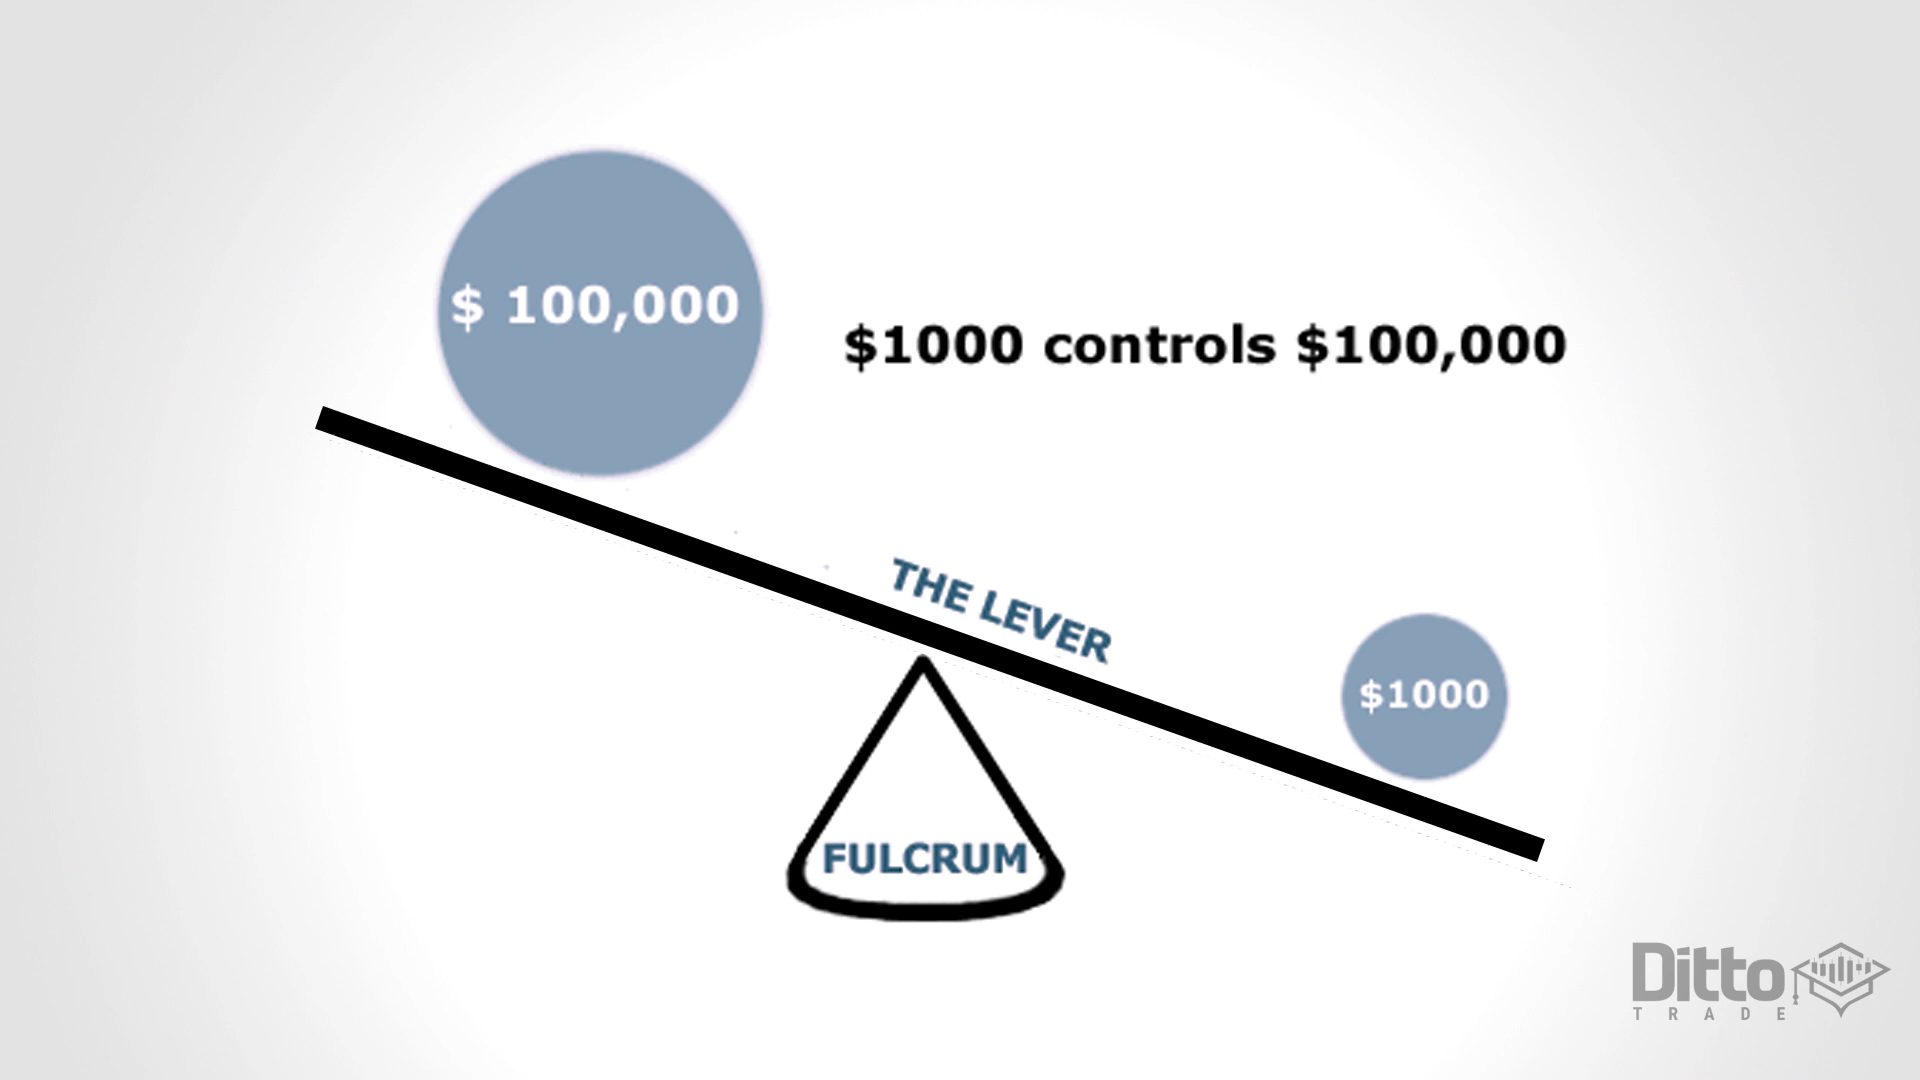 $ 100,000
$1000 controls $100,000
THE LEVER
$1000
FULCRUM
Ditto
TRADE